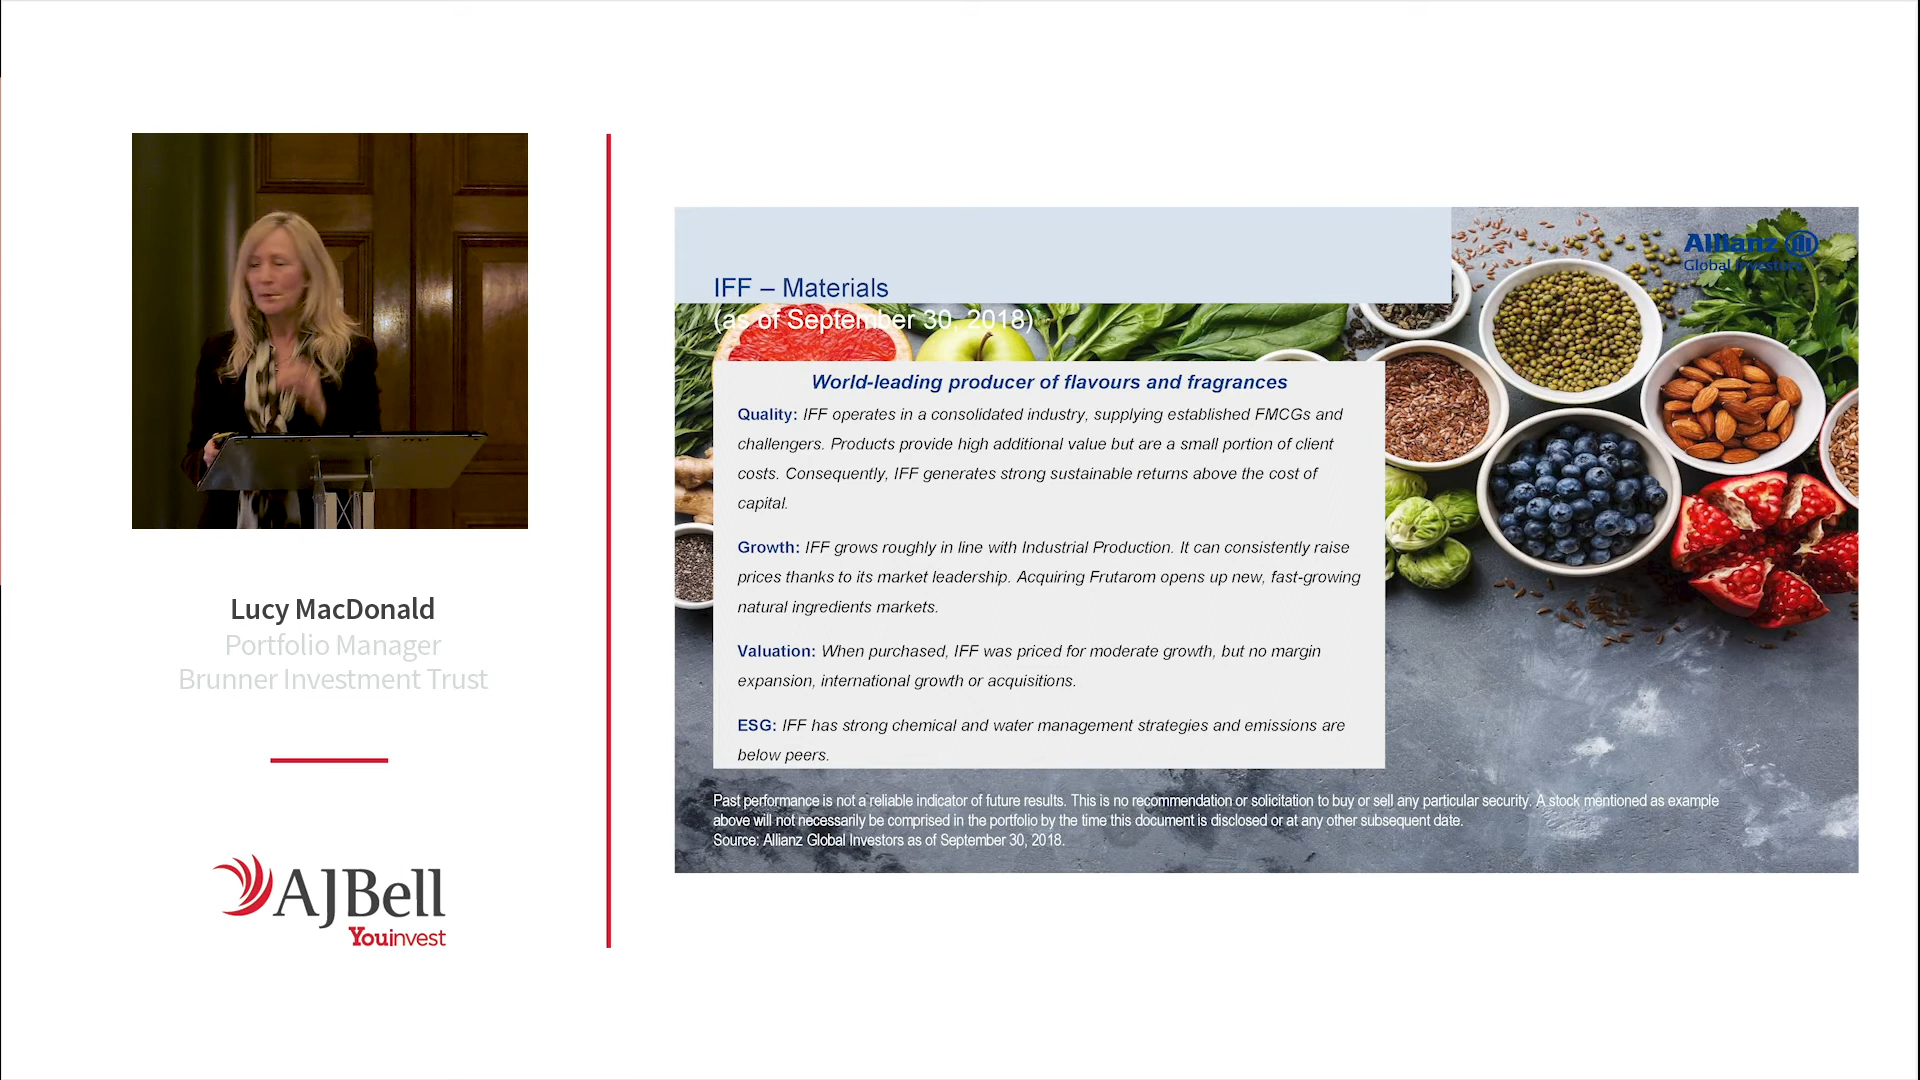 Lucy MacDonald
Portfolio Manager
Brunner Investment Trust
AJBell
Youinvest
Allianz
Global Investors
IFF – Materials
(as of September 30, 2018)
World-leading producer of flavours and fragrances
Quality: IFF operates in a consolidated industry, supplying established FMCGs and
challengers. Products provide high additional value but are a small portion of client
costs. Consequently, IFF generates strong sustainable returns above the cost of
capital.
Growth: IFF grows roughly in line with Industrial Production. It can consistently raise
prices thanks to its market leadership. Acquiring Frutarom opens up new, fast-growing
natural ingredients markets.
Valuation: When purchased, IFF was priced for moderate growth, but no margin
expansion, international growth or acquisitions.
ESG: IFF has strong chemical and water management strategies and emissions are
below peers.
Past performance is not a reliable indicator of future results. This is no recommendation or solicitation to buy or sell any particular security. A stock mentioned as example
above will not necessarily be comprised in the portfolio by the time this document is disclosed or at any other subsequent date.
Source: Allianz Global Investors as of September 30, 2018.